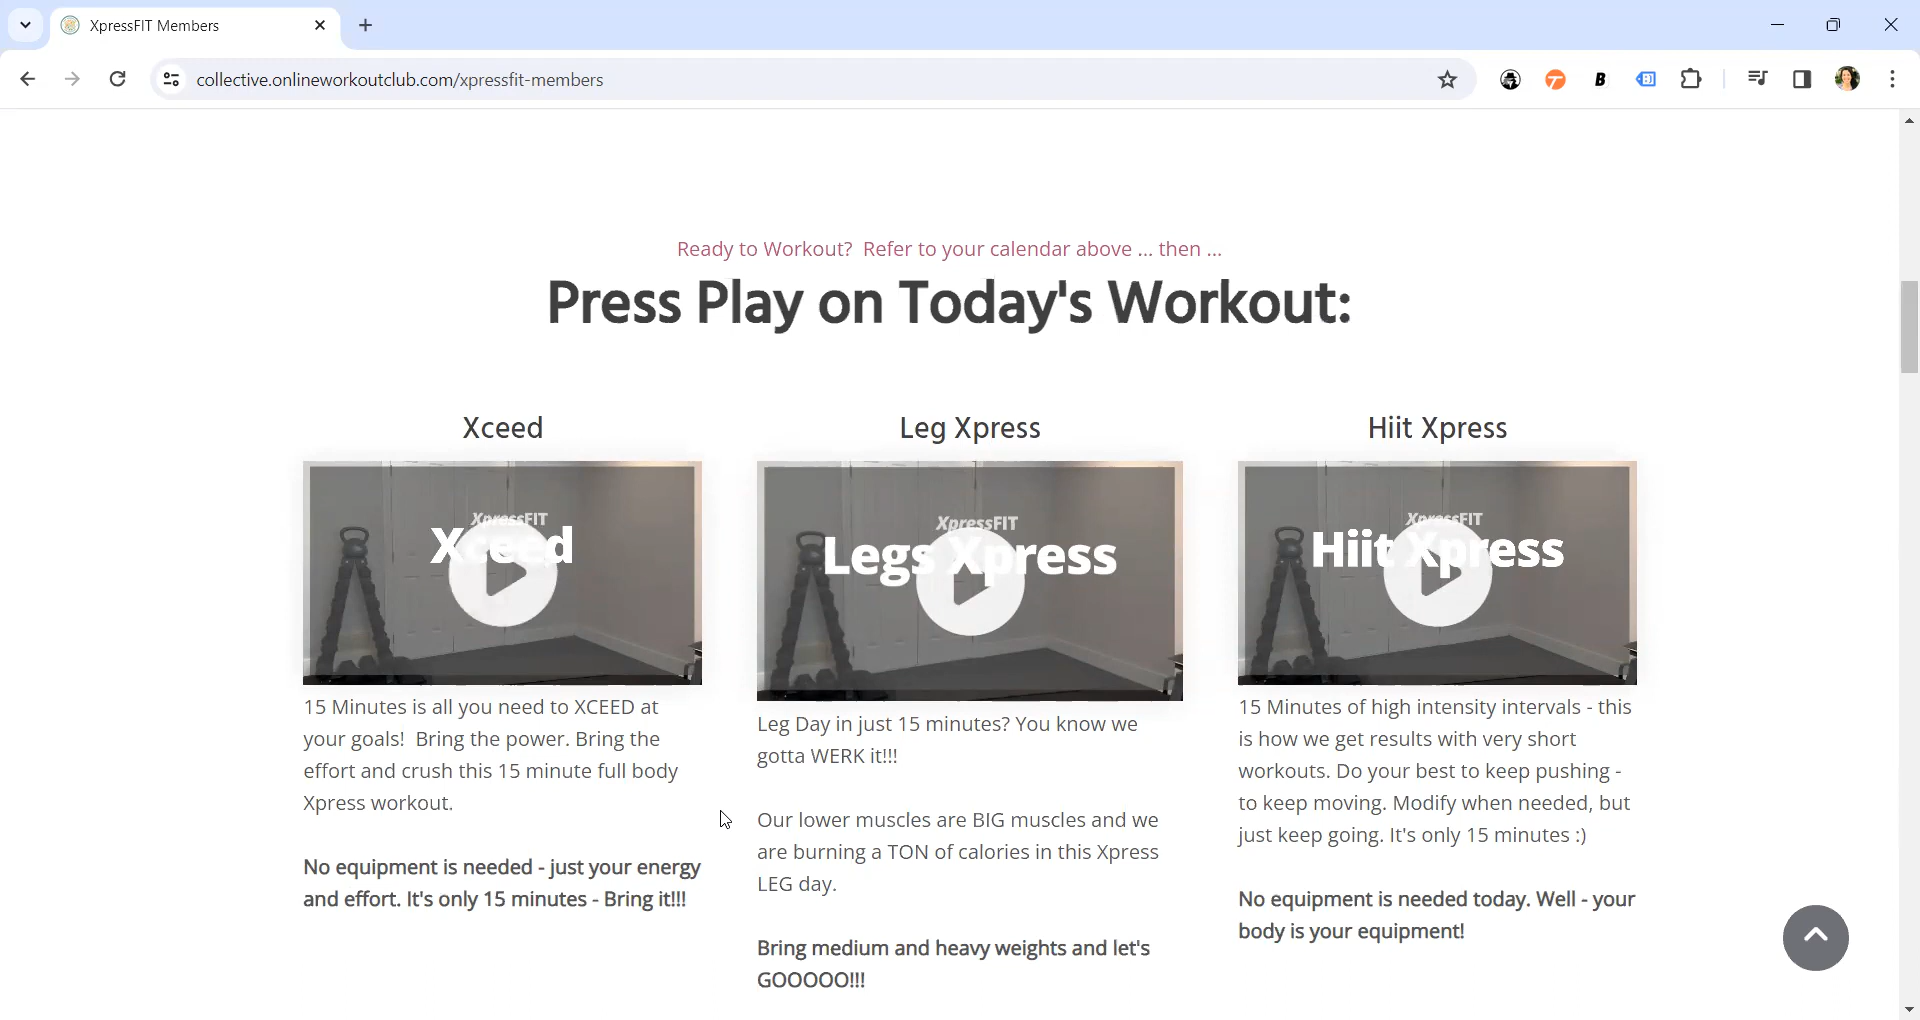 XpressFIT Members
collective.onlineworkoutclub.com/xpressfit-members
Ready to Workout? Refer to your calendar above ... then ...
Press Play on Today's Workout:
Xceed
XpressFIT
Xceed
15 Minutes is all you need to XCEED at
your goals! Bring the power. Bring the
effort and crush this 15 minute full body
Xpress workout.
No equipment is needed - just your energy
and effort. It's only 15 minutes - Bring it!!!
Leg Xpress
XpressFIT
Legs Xpress
Leg Day in just 15 minutes? You know we
gotta WERK it!!!
Our lower muscles are BIG muscles and we
are burning a TON of calories in this Xpress
LEG day.
Bring medium and heavy weights and let's
GOOOOO!!!
Hiit Xpress
XpressFIT
Hiit Xpress
15 Minutes of high intensity intervals - this
is how we get results with very short
workouts. Do your best to keep pushing -
to keep moving. Modify when needed, but
just keep going. It's only 15 minutes :)
No equipment is needed today. Well - your
body is your equipment!